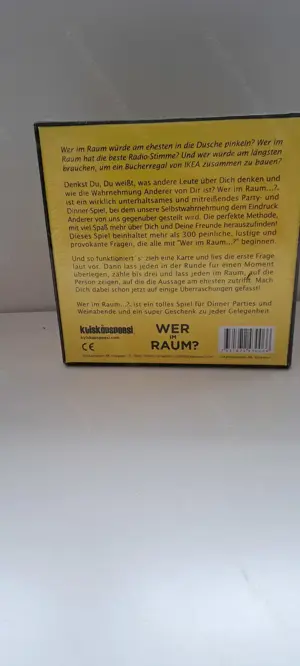 Wer im Raum würde am ehesten in die Dusche pinkeln? Wer im
Raum hat die beste Radio-Stimme? Und wer würde am längsten
brauchen, um ein Bücherregal von IKEA zusammen zu bauen?
Denkst Du, Du weißt, was andere Leute über Dich denken und
wie die Wahrnehmung Anderer von Dir ist? Wer im Raum...?,
ist ein wirklich unterhaltsames und mitreißendes Party- und
Dinner Spiel, bei dem unsere Selbstwahrnehmung dem Eindruck
Anderer von uns gegenüber gestellt wird. Die perfekte Methode,
mit viel Spaß mehr über Dich und Deine Freunde herauszufinden!
Dieses Spiel beinhaltet mehr als 300 peinliche, lustige und
provokante Fragen, die alle mit "Wer im Raum...?" beginnen.
Und so funktioniert´s: Zieh eine Karte und lies die erste Frage
laut vor. Dann lass jeden in der Runde für einen Moment
überlegen, zähle bis drei und lass jeden im Raum, auf die
Person zeigen, auf die die Aussage am ehesten zutrifft. Mach
Dich dabei schon jetzt auf einige Überraschungen gefasst!
Wer im Raum...?, ist ein tolles Spiel für Dinner Parties und
Weinabende und ein super Geschenk zu jeder Gelegenheit.
kylskåpspoesi
kylskapspoesi.com
CE
WER
IM
RAUM?